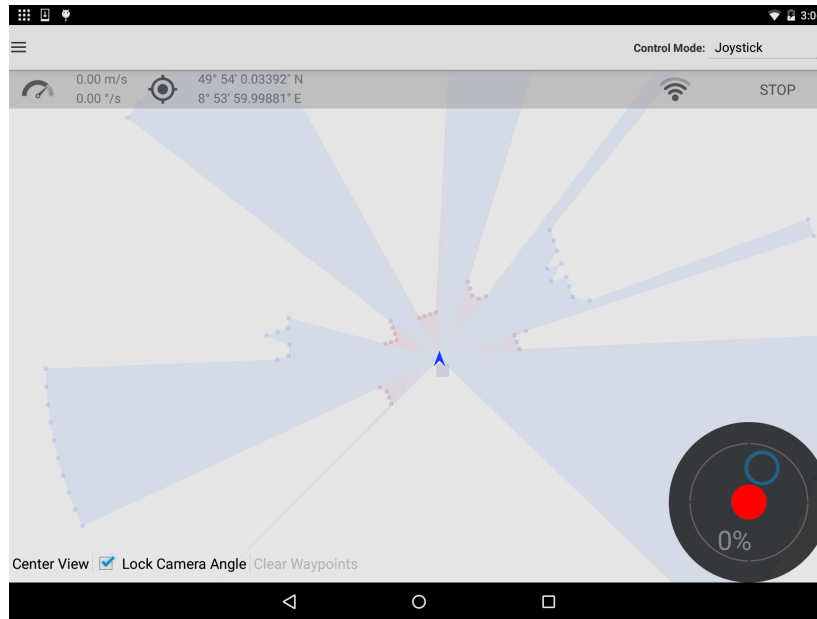 3:0
Control Mode: Joystick
0.00 m/s
0.00 °/s
49° 54' 0.03392" N
8° 53' 59.99881" E
STOP
0%
Center View Lock Camera Angle Clear Waypoints